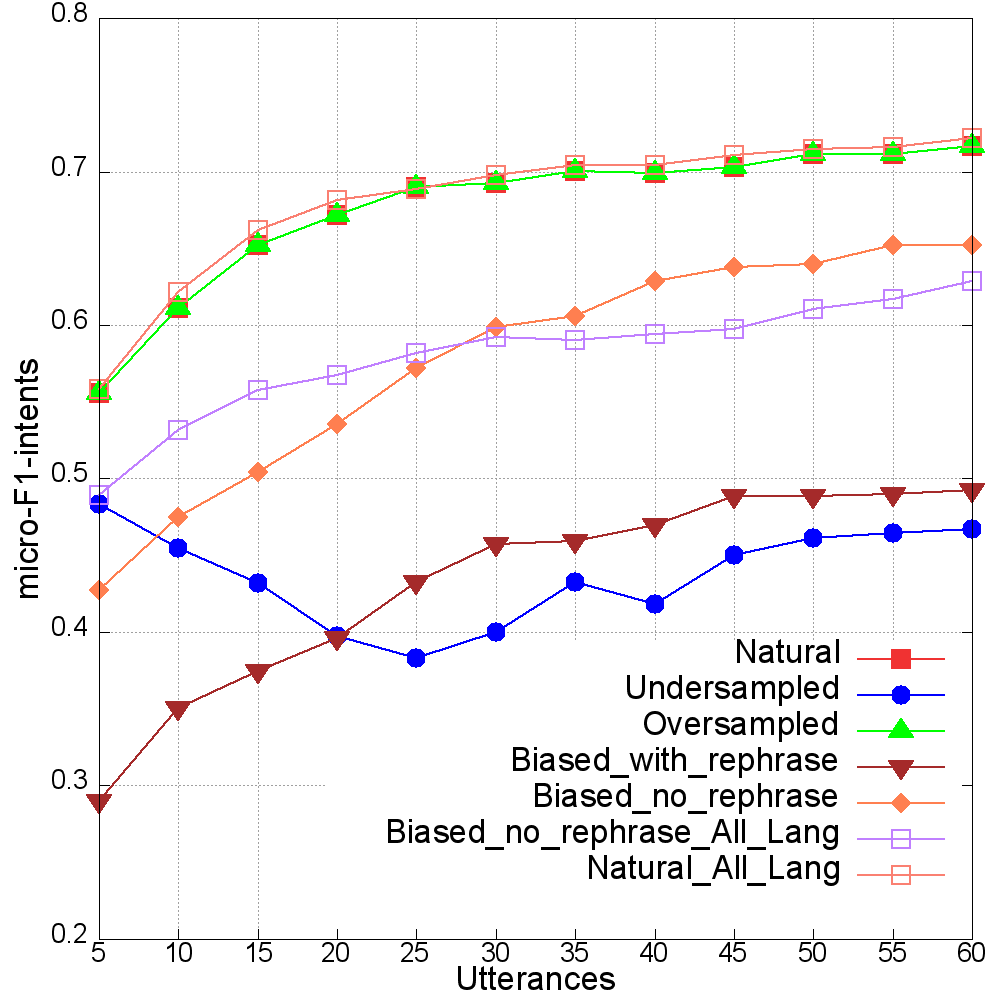 0.8
0.7
0.6
0.5
0.4
0.3
0.2
micro-F1-intents
Natural
Undersampled
Oversampled
Biased_with_rephrase
Biased_no_rephrase
Biased_no_rephrase_All_Lang
Natural_All_Lang
5 10 15 20 25 30 35 40 45 50 55 60
Utterances